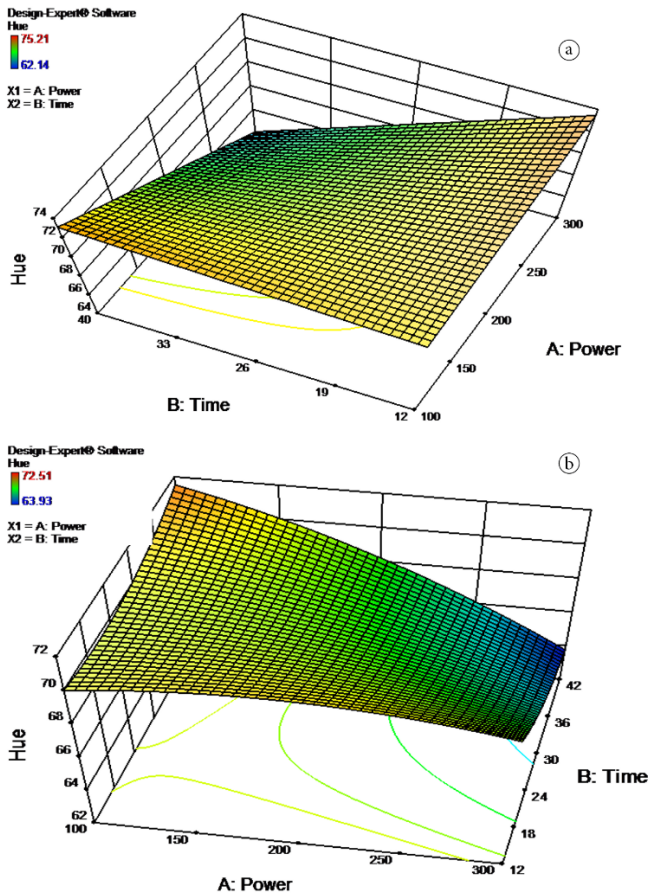 Design-Expert® Software
Hue
75.21
62.14
X1 = A: Power
X2 = B: Time
a
74
72
70
68
66
64
40
Hue
33
26
19
12
100
B: Time
150
200
250
300
A: Power
Design-Expert® Software
Hue
72.51
63.93
X1 = A: Power
X2 = B: Time
b
72
70
68
66
64
62
100
Hue
150
200
250
300
A: Power
12
18
24
30
36
42
B: Time